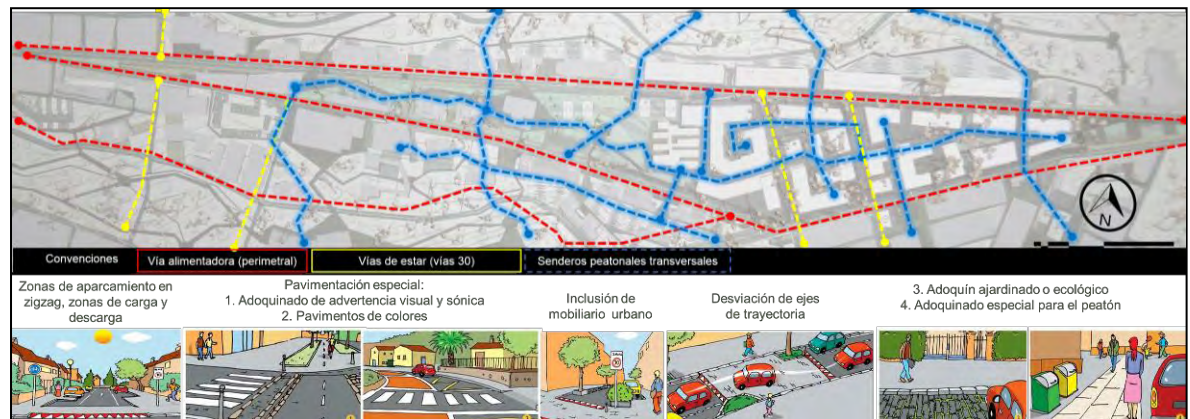 N
Convenciones
Vía alimentadora (perimetral)
Vías de estar (vías 30)
Senderos peatonales transversales
Zonas de aparcamiento en
zigzag, zonas de carga y
descarga
Pavimentación especial:
1. Adoquinado de advertencia visual y sónica
2. Pavimentos de colores
Inclusión de
mobiliario urbano
Desviación de ejes
de trayectoria
3. Adoquín ajardinado o ecológico
4. Adoquinado especial para el peatón